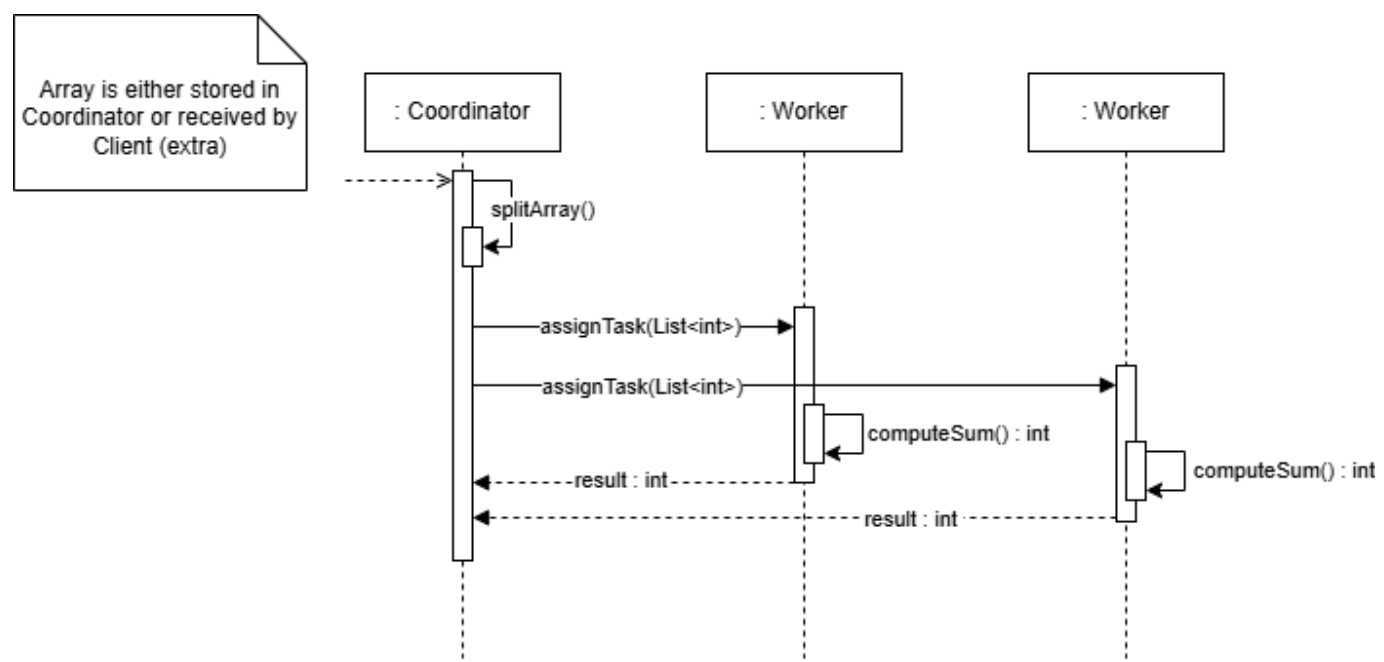 Array is either stored in
Coordinator or received by
Client (extra)
: Coordinator
: Worker
: Worker
splitArray()
assignTask(List<int>)
assignTask(List<int>)
computeSum() : int
computeSum() : int
result : int
result : int